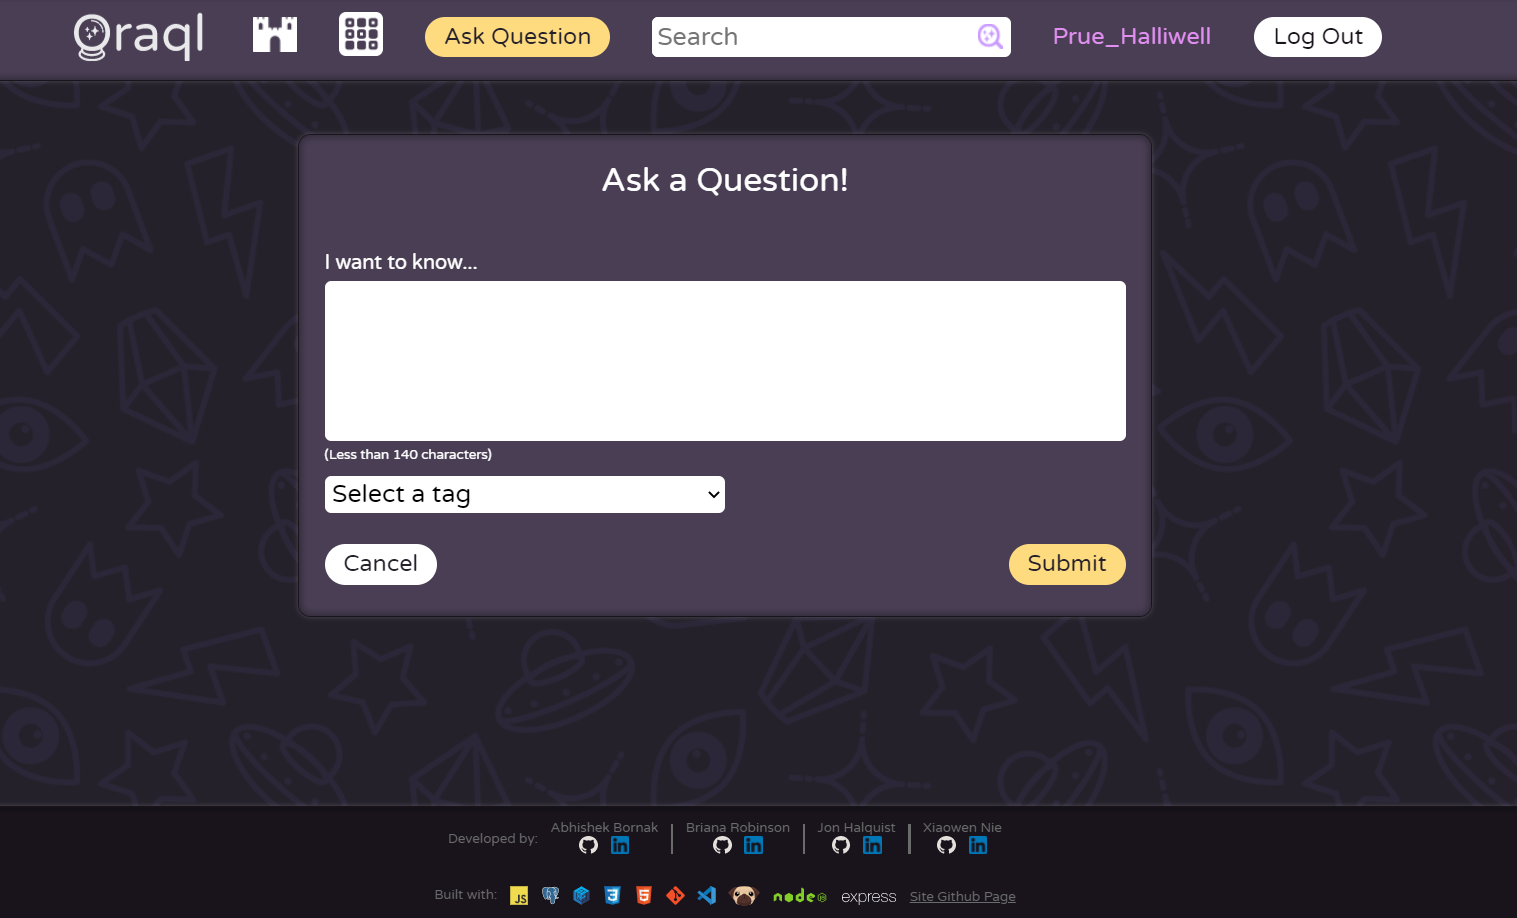 Oraql
Ask Question
Search
Prue_Halliwell
Log Out
Ask a Question!
I want to know...
(Less than 140 characters)
Select a tag
Cancel
Submit
Developed by:
Abhishek Bornak
Briana Robinson
Jon Halquist
Xiaowen Nie
Built with:
JS
node
express
Site Github Page